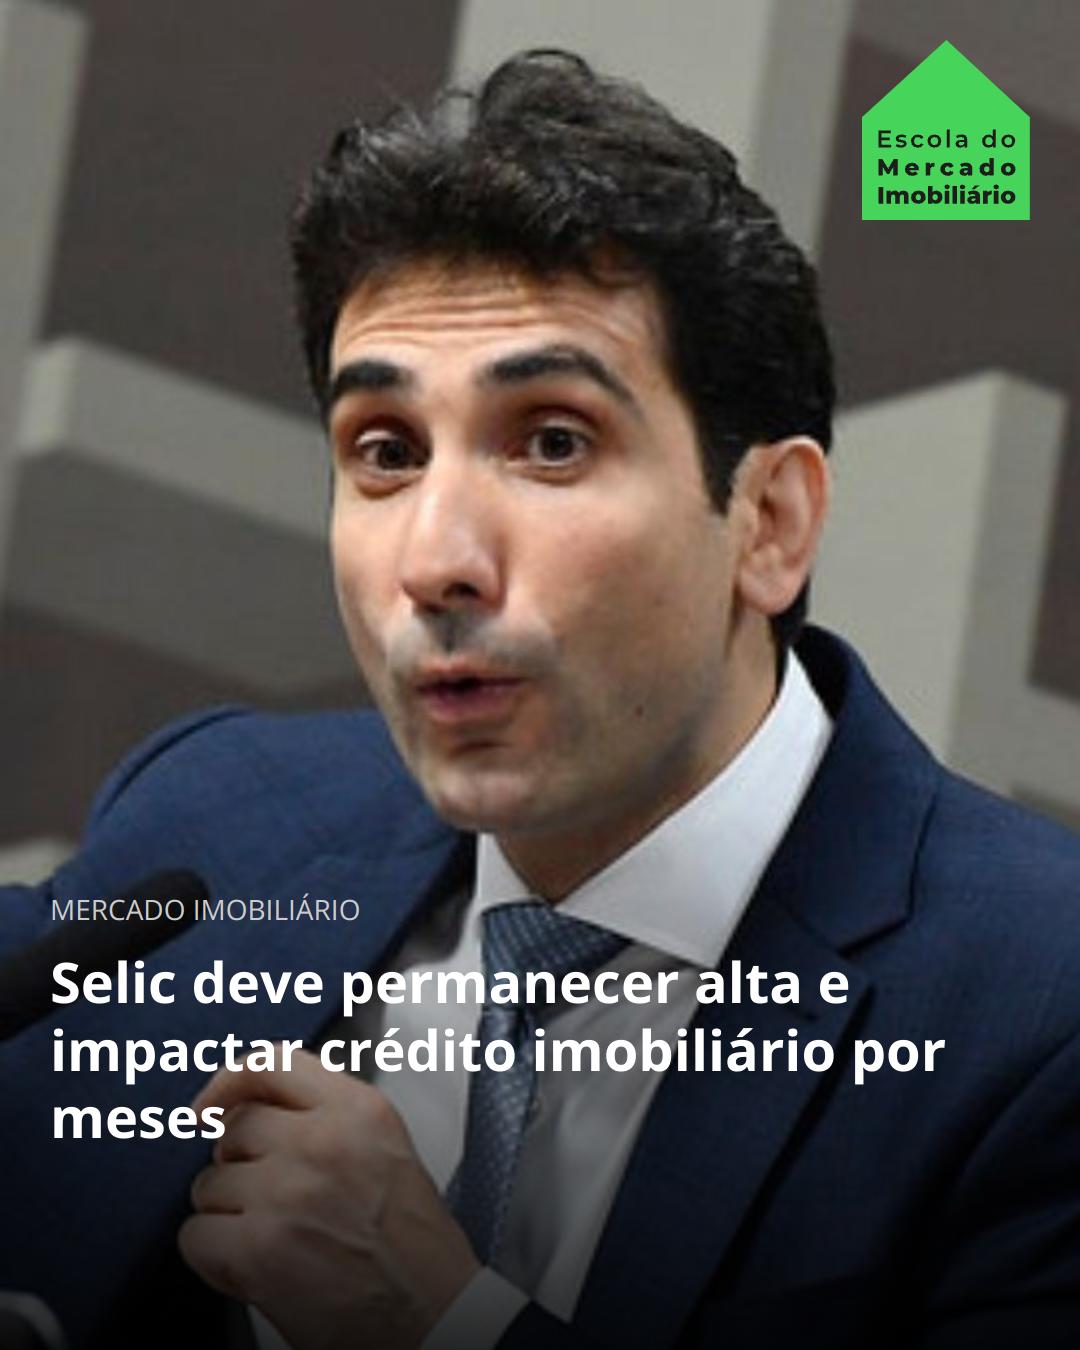 Escola do
Mercado
Imobiliário
MERCADO IMOBILIÁRIO
Selic deve permanecer alta e
impactar crédito imobiliário por
meses